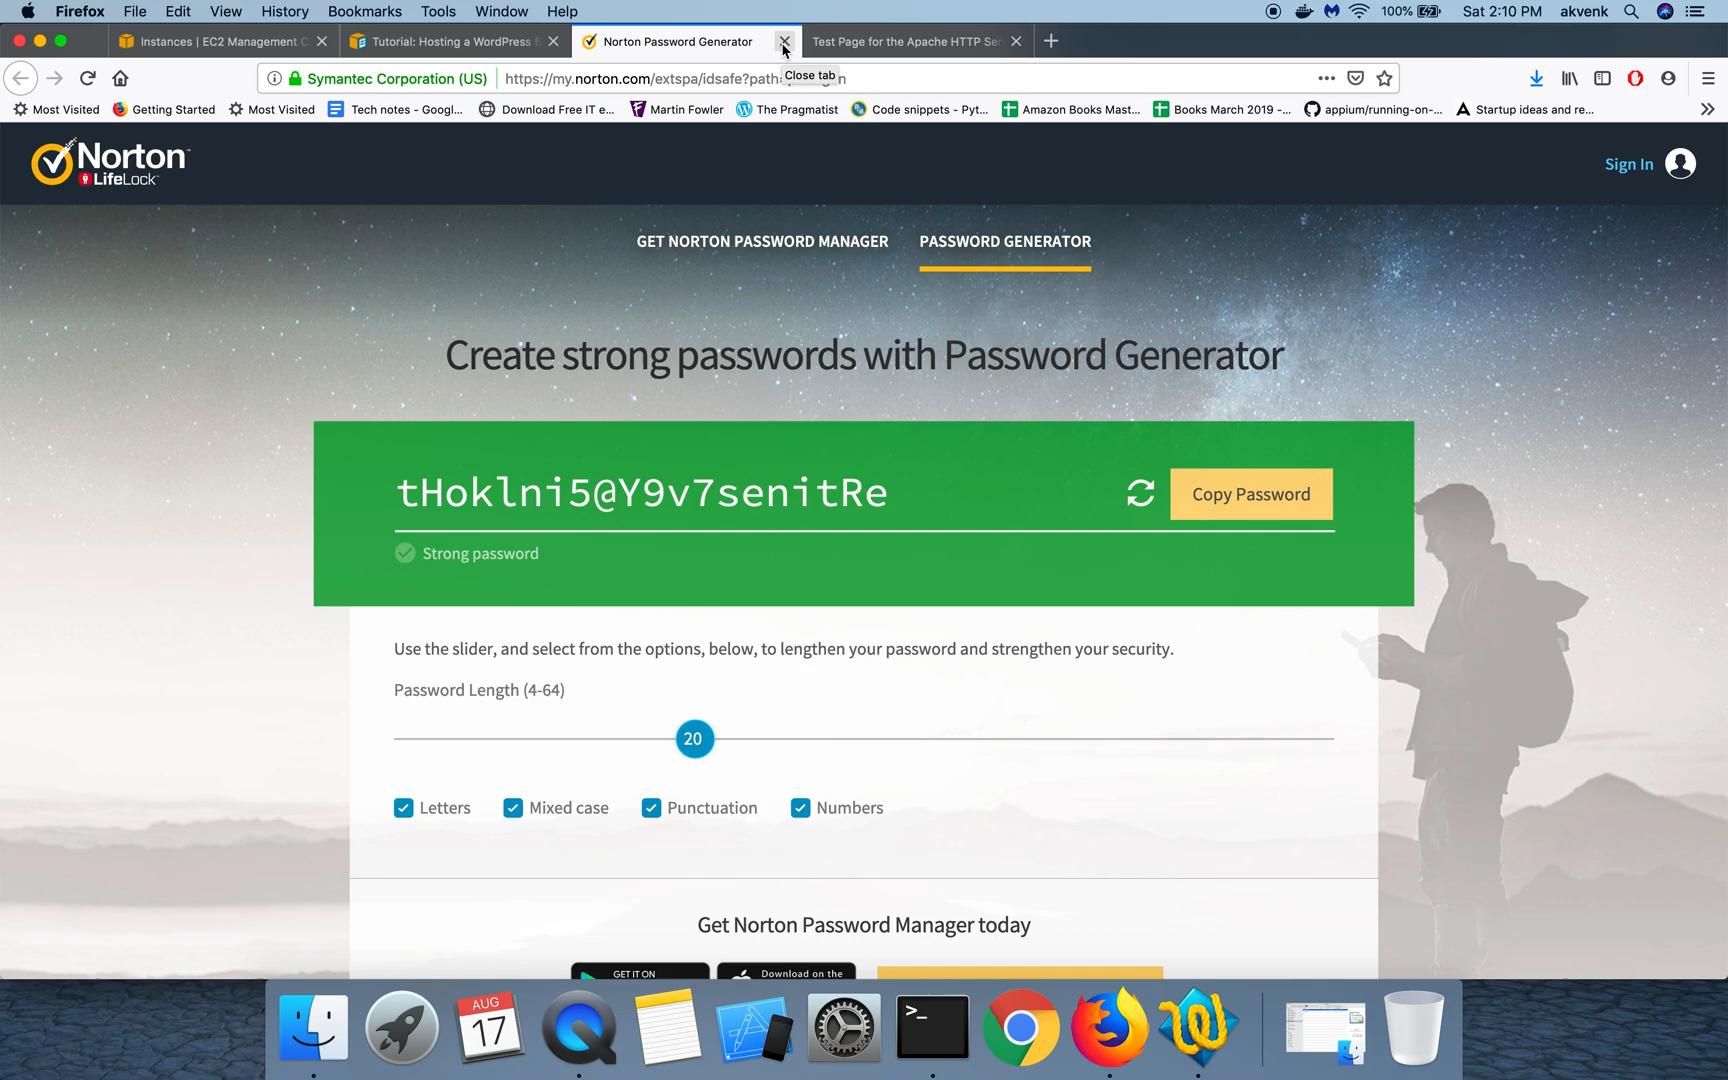 Firefox File Edit View History Bookmarks Tools Window Help 100% Sat 2:10 PM akvenk
Instances | EC2 Management C Tutorial: Hosting a WordPress B Norton Password Generator Test Page for the Apache HTTP Ser
Symantec Corporation (US) https://my.norton.com/extspa/idsafe?path=
Close tab
Most Visited Getting Started Most Visited Tech notes - Googl... Download Free IT e... Martin Fowler The Pragmatist Code snippets - Pyt... Amazon Books Mast... Books March 2019 -... appium/running-on-... Startup ideas and re...
Norton
LifeLock
Sign In
GET NORTON PASSWORD MANAGER PASSWORD GENERATOR
Create strong passwords with Password Generator
tHoklni5@Y9v7senitRe
Copy Password
Strong password
Use the slider, and select from the options, below, to lengthen your password and strengthen your security.
Password Length (4-64)
20
Letters Mixed case Punctuation Numbers
Get Norton Password Manager today
GET IT ON Download on the
AUG
17
>_